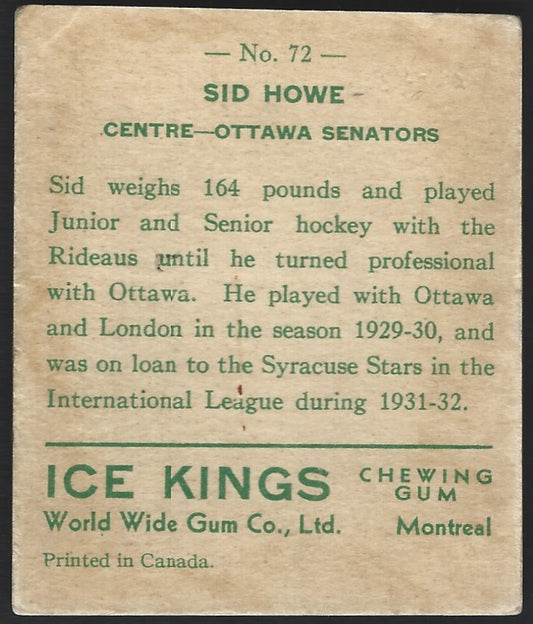 — No. 72 —
SID HOWE
CENTRE—OTTAWA SENATORS
Sid weighs 164 pounds and played
Junior and Senior hockey with the
Rideaus until he turned professional
with Ottawa. He played with Ottawa
and London in the season 1929-30, and
was on loan to the Syracuse Stars in the
International League during 1931-32.
ICE KINGS CHEWING GUM
World Wide Gum Co., Ltd. Montreal
Printed in Canada.